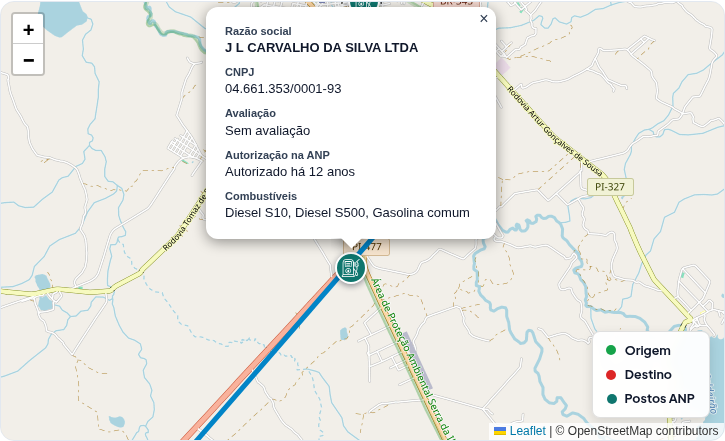 +
−
BR-343
×
Razão social
J L CARVALHO DA SILVA LTDA
CNPJ
04.661.353/0001-93
Avaliação
Sem avaliação
Autorização na ANP
Autorizado há 12 anos
Combustíveis
Diesel S10, Diesel S500, Gasolina comum
Rodovia Artur Gonçalves de Sousa
PI-327
Rodovia Tomaz de
Área de Proteção Ambiental Serra da I
Origem
Destino
Postos ANP
Leaflet | © OpenStreetMap contributors